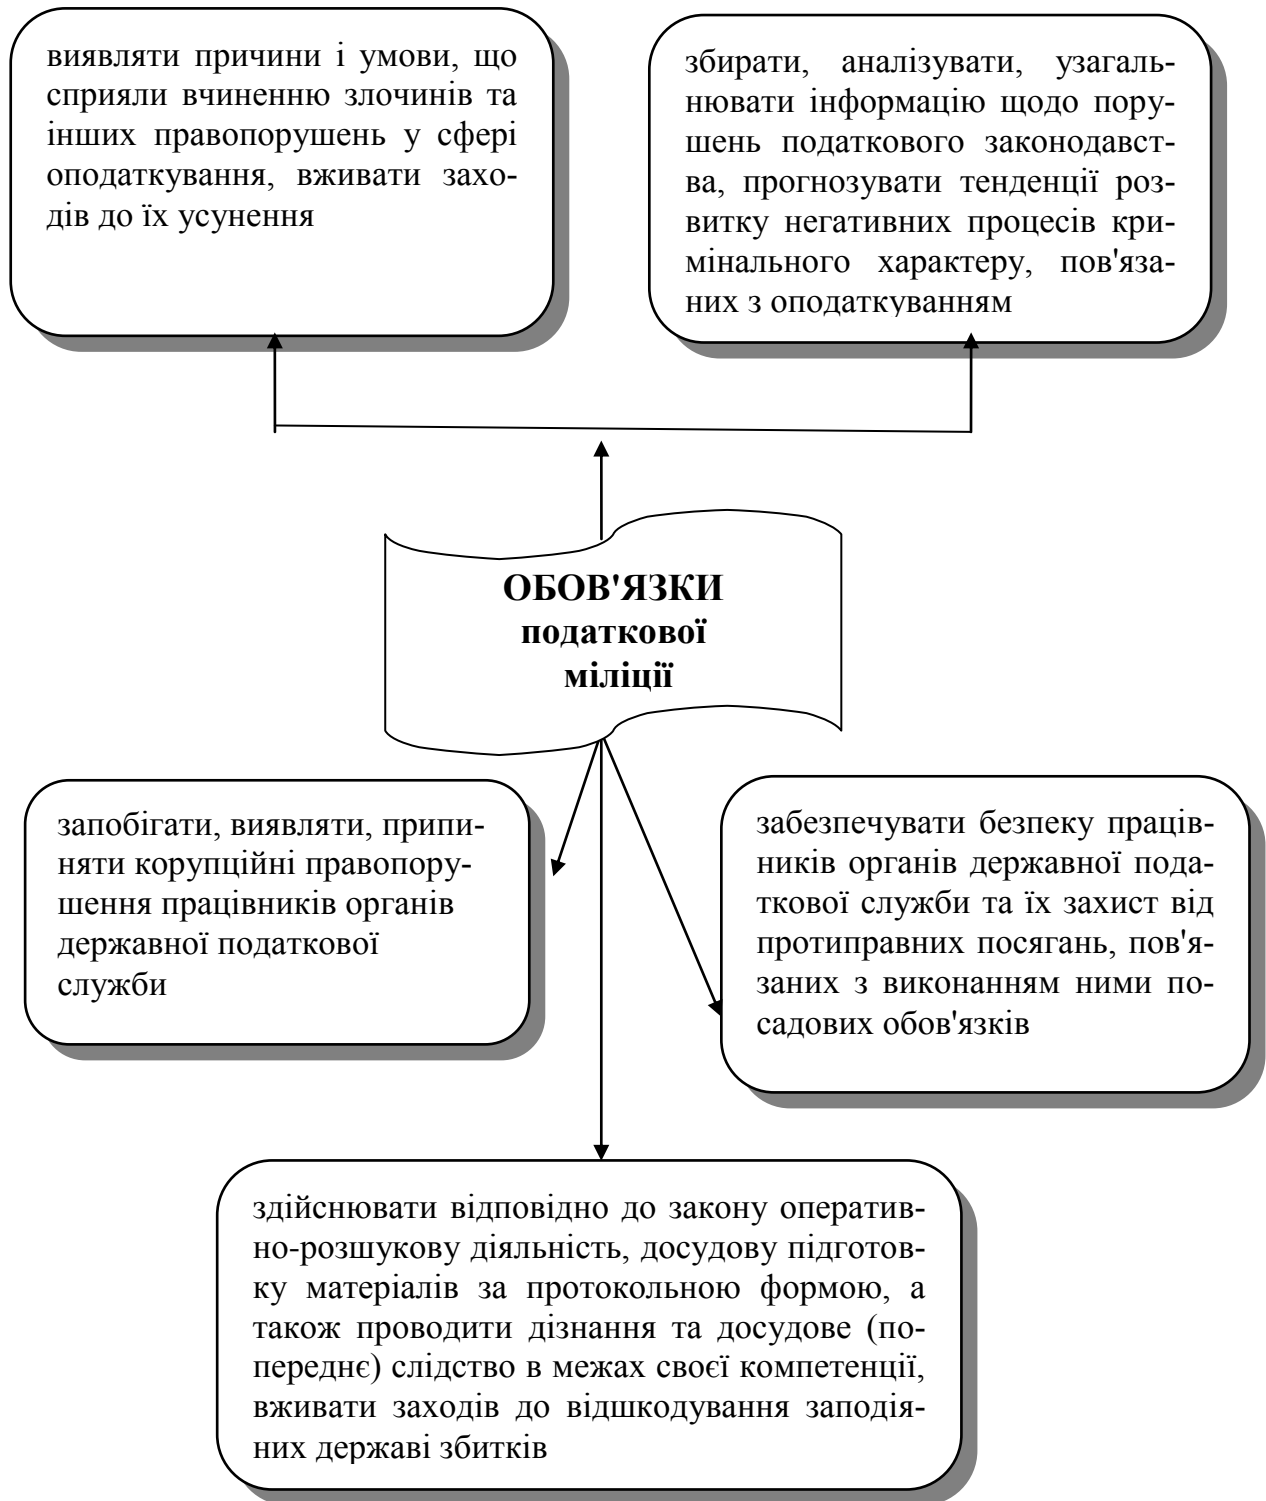 виявляти причини і умови, що
сприяли вчиненню злочинів та
інших правопорушень у сфері
оподаткування, вживати захо-
дів до їх усунення
збирати, аналізувати, узагаль-
нювати інформацію щодо пору-
шень податкового законодавст-
ва, прогнозувати тенденції роз-
витку негативних процесів кри-
мінального характеру, пов'яза-
них з оподаткуванням
ОБОВ'ЯЗКИ
податкової
міліції
запобігати, виявляти, припи-
няти корупційні правопору-
шення працівників органів
державної податкової
служби
забезпечувати безпеку праців-
ників органів державної пода-
ткової служби та їх захист від
протиправних посягань, пов'я-
заних з виконанням ними по-
садових обов'язків
здійснювати відповідно до закону оператив-
но-розшукову діяльність, досудову підготов-
ку матеріалів за протокольною формою, а
також проводити дізнання та досудове (по-
переднє) слідство в межах своєї компетенції,
вживати заходів до відшкодування заподія-
них державі збитків